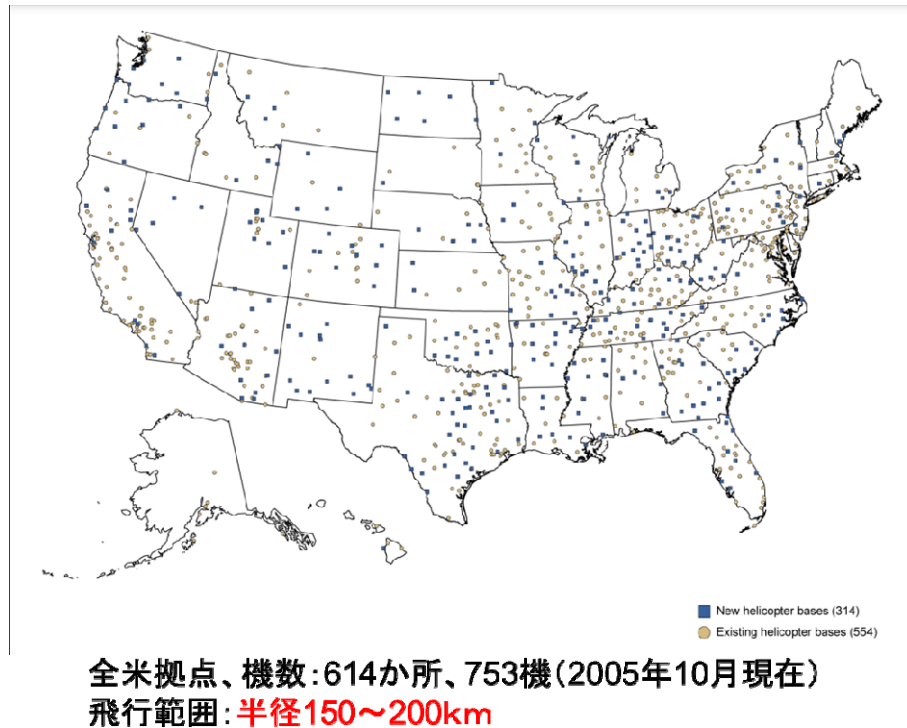 New helicopter bases (314)
Existing helicopter bases (554)
全米拠点、機数:614か所、753機(2005年10月現在)
飛行範囲:半径150～200km